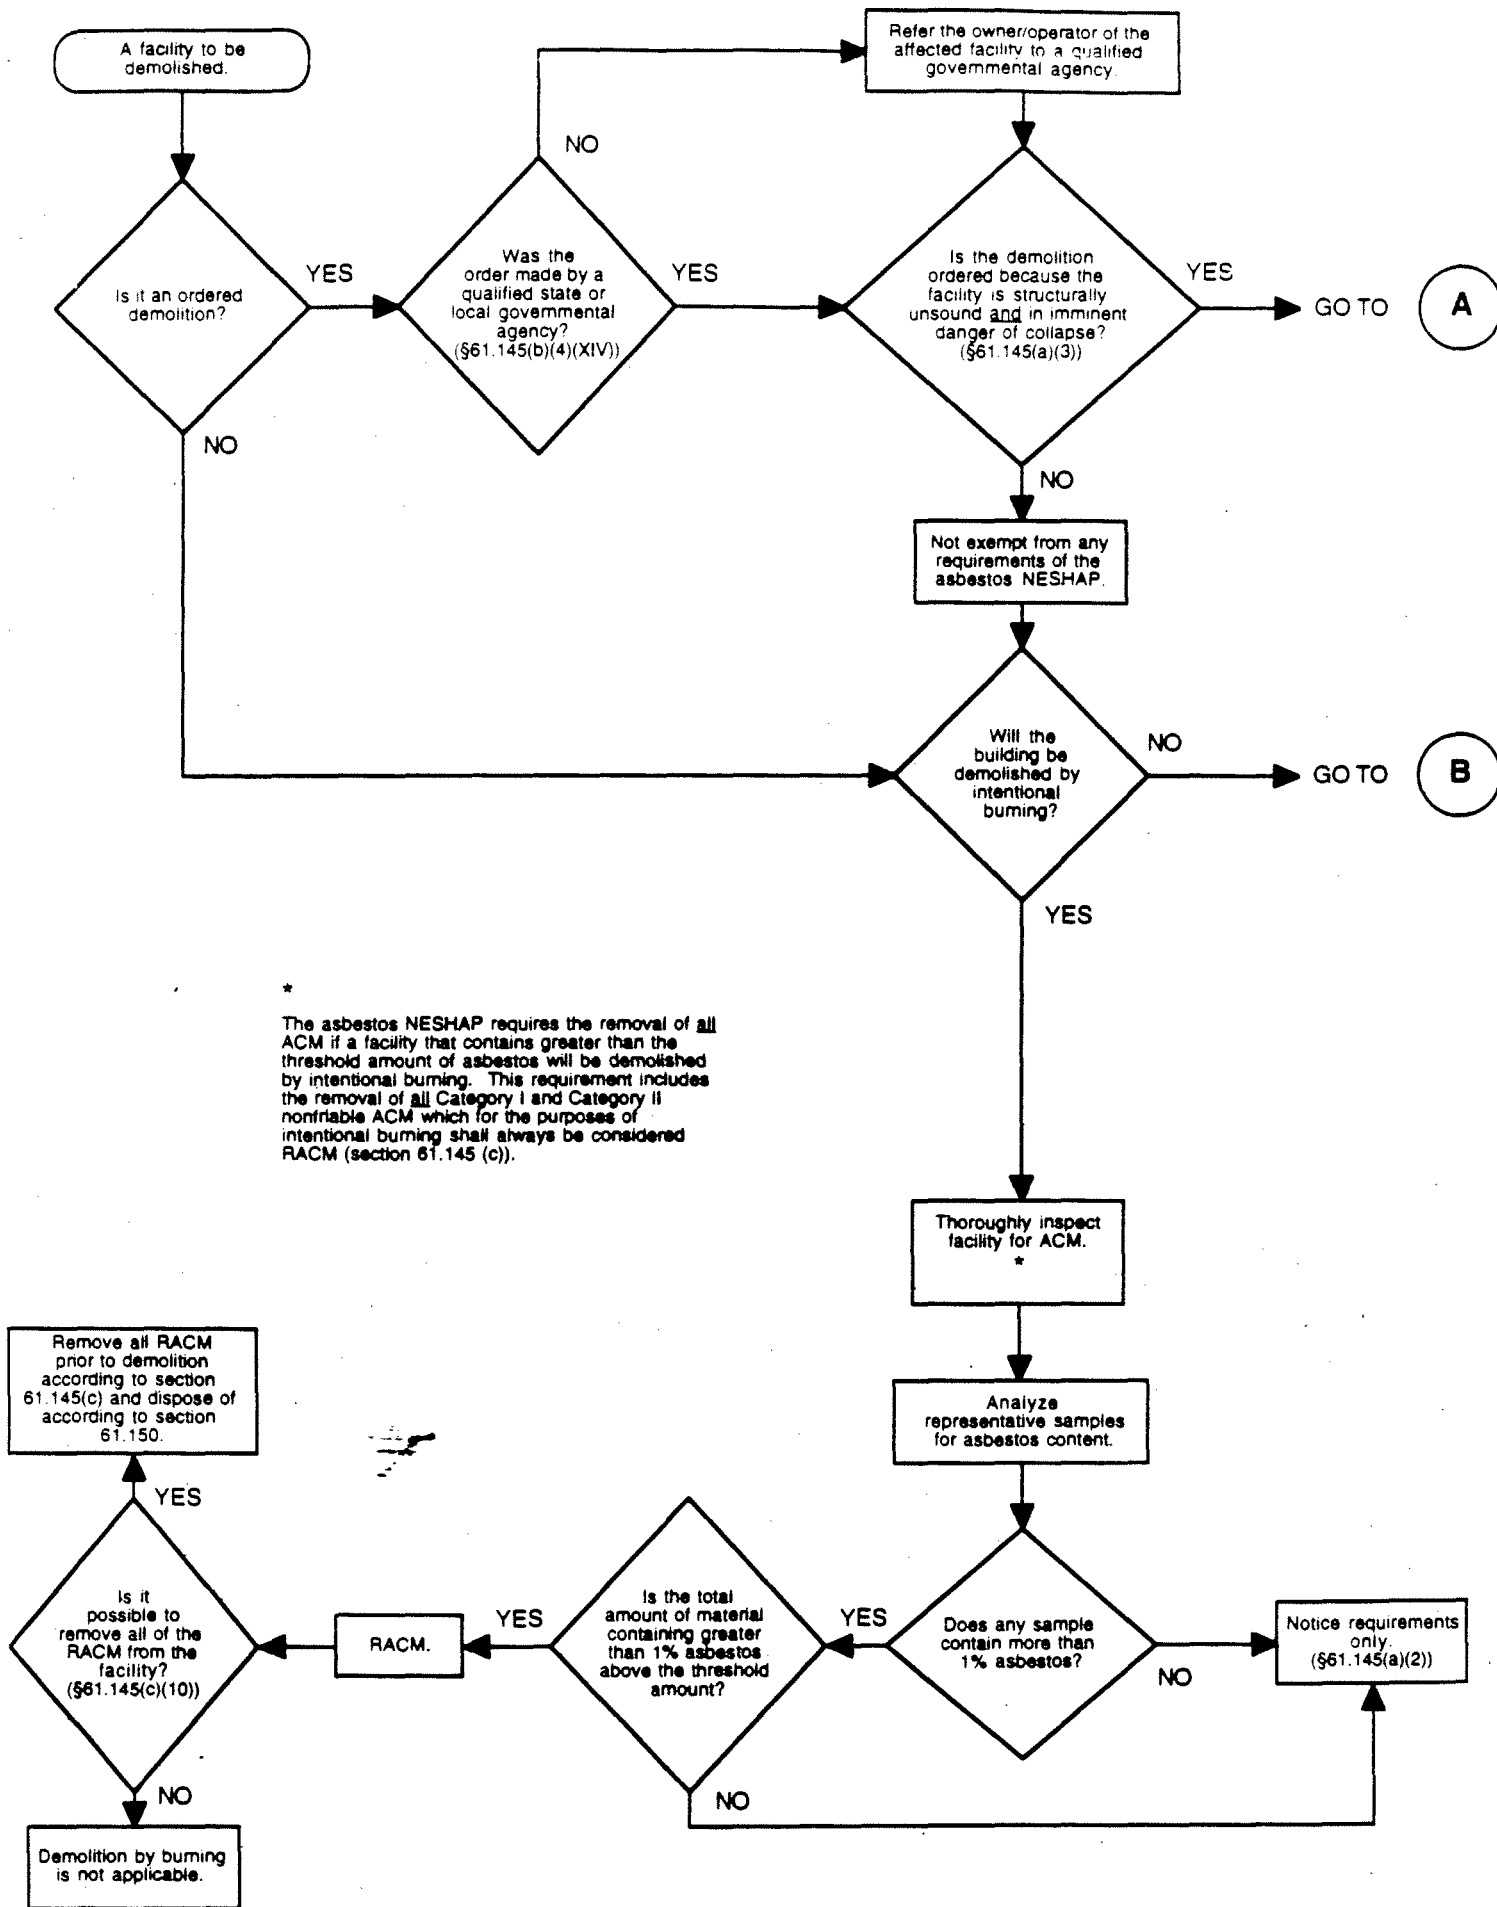 A facility to be
demolished.
Refer the owner/operator of the
affected facility to a qualified
governmental agency.
NO
Is it an ordered
demolition?
YES
Was the
order made by a
qualified state or
local governmental
agency?
(§61.145(b)(4)(XIV))
YES
Is the demolition
ordered because the
facility is structurally
unsound and in imminent
danger of collapse?
(§61.145(a)(3))
YES
GO TO
A
NO
NO
Not exempt from any
requirements of the
asbestos NESHAP.
Will the
building be
demolished by
intentional
burning?
NO
GO TO
B
YES
*
The asbestos NESHAP requires the removal of all
ACM if a facility that contains greater than the
threshold amount of asbestos will be demolished
by intentional burning. This requirement includes
the removal of all Category I and Category II
nonfriable ACM which for the purposes of
intentional burning shall always be considered
RACM (section 61.145 (c)).
Thoroughly inspect
facility for ACM.
*
Analyze
representative samples
for asbestos content.
Does any sample
contain more than
1% asbestos?
NO
Notice requirements
only.
(§61.145(a)(2))
YES
Is the total
amount of material
containing greater
than 1% asbestos
above the threshold
amount?
NO
YES
RACM.
Is it
possible to
remove all of the
RACM from the
facility?
(§61.145(c)(10))
YES
Remove all RACM
prior to demolition
according to section
61.145(c) and dispose of
according to section
61.150.
NO
Demolition by burning
is not applicable.